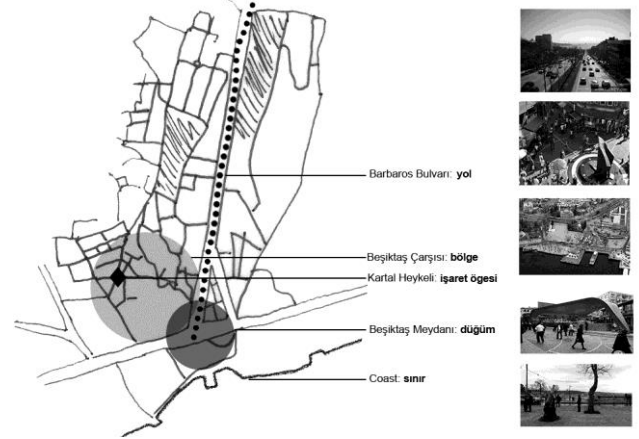 Barbaros Bulvarı: yol
Beşiktaş Çarşısı: bölge
Kartal Heykeli: işaret ögesi
Beşiktaş Meydanı: düğüm
Coast: sınır